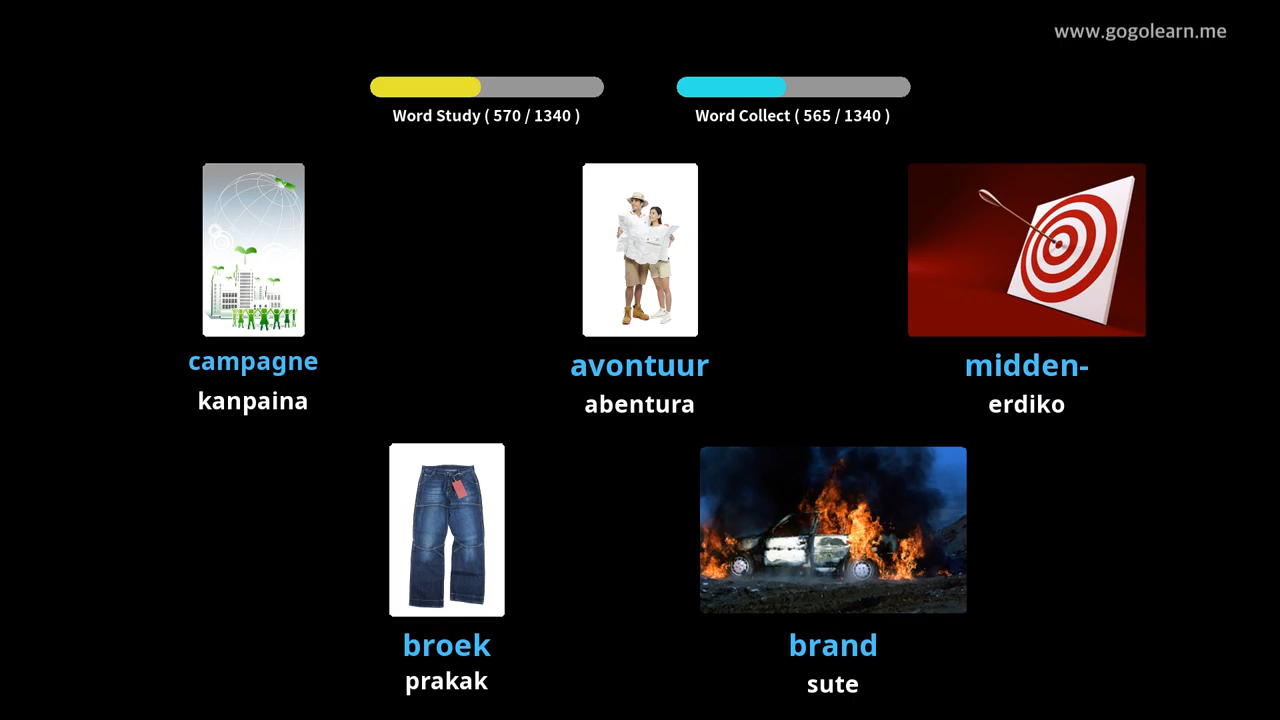 www.gogolearn.me
Word Study ( 570 / 1340 )
Word Collect ( 565 / 1340 )
campagne
kanpaina
avontuur
abentura
midden-
erdiko
broek
prakak
brand
sute